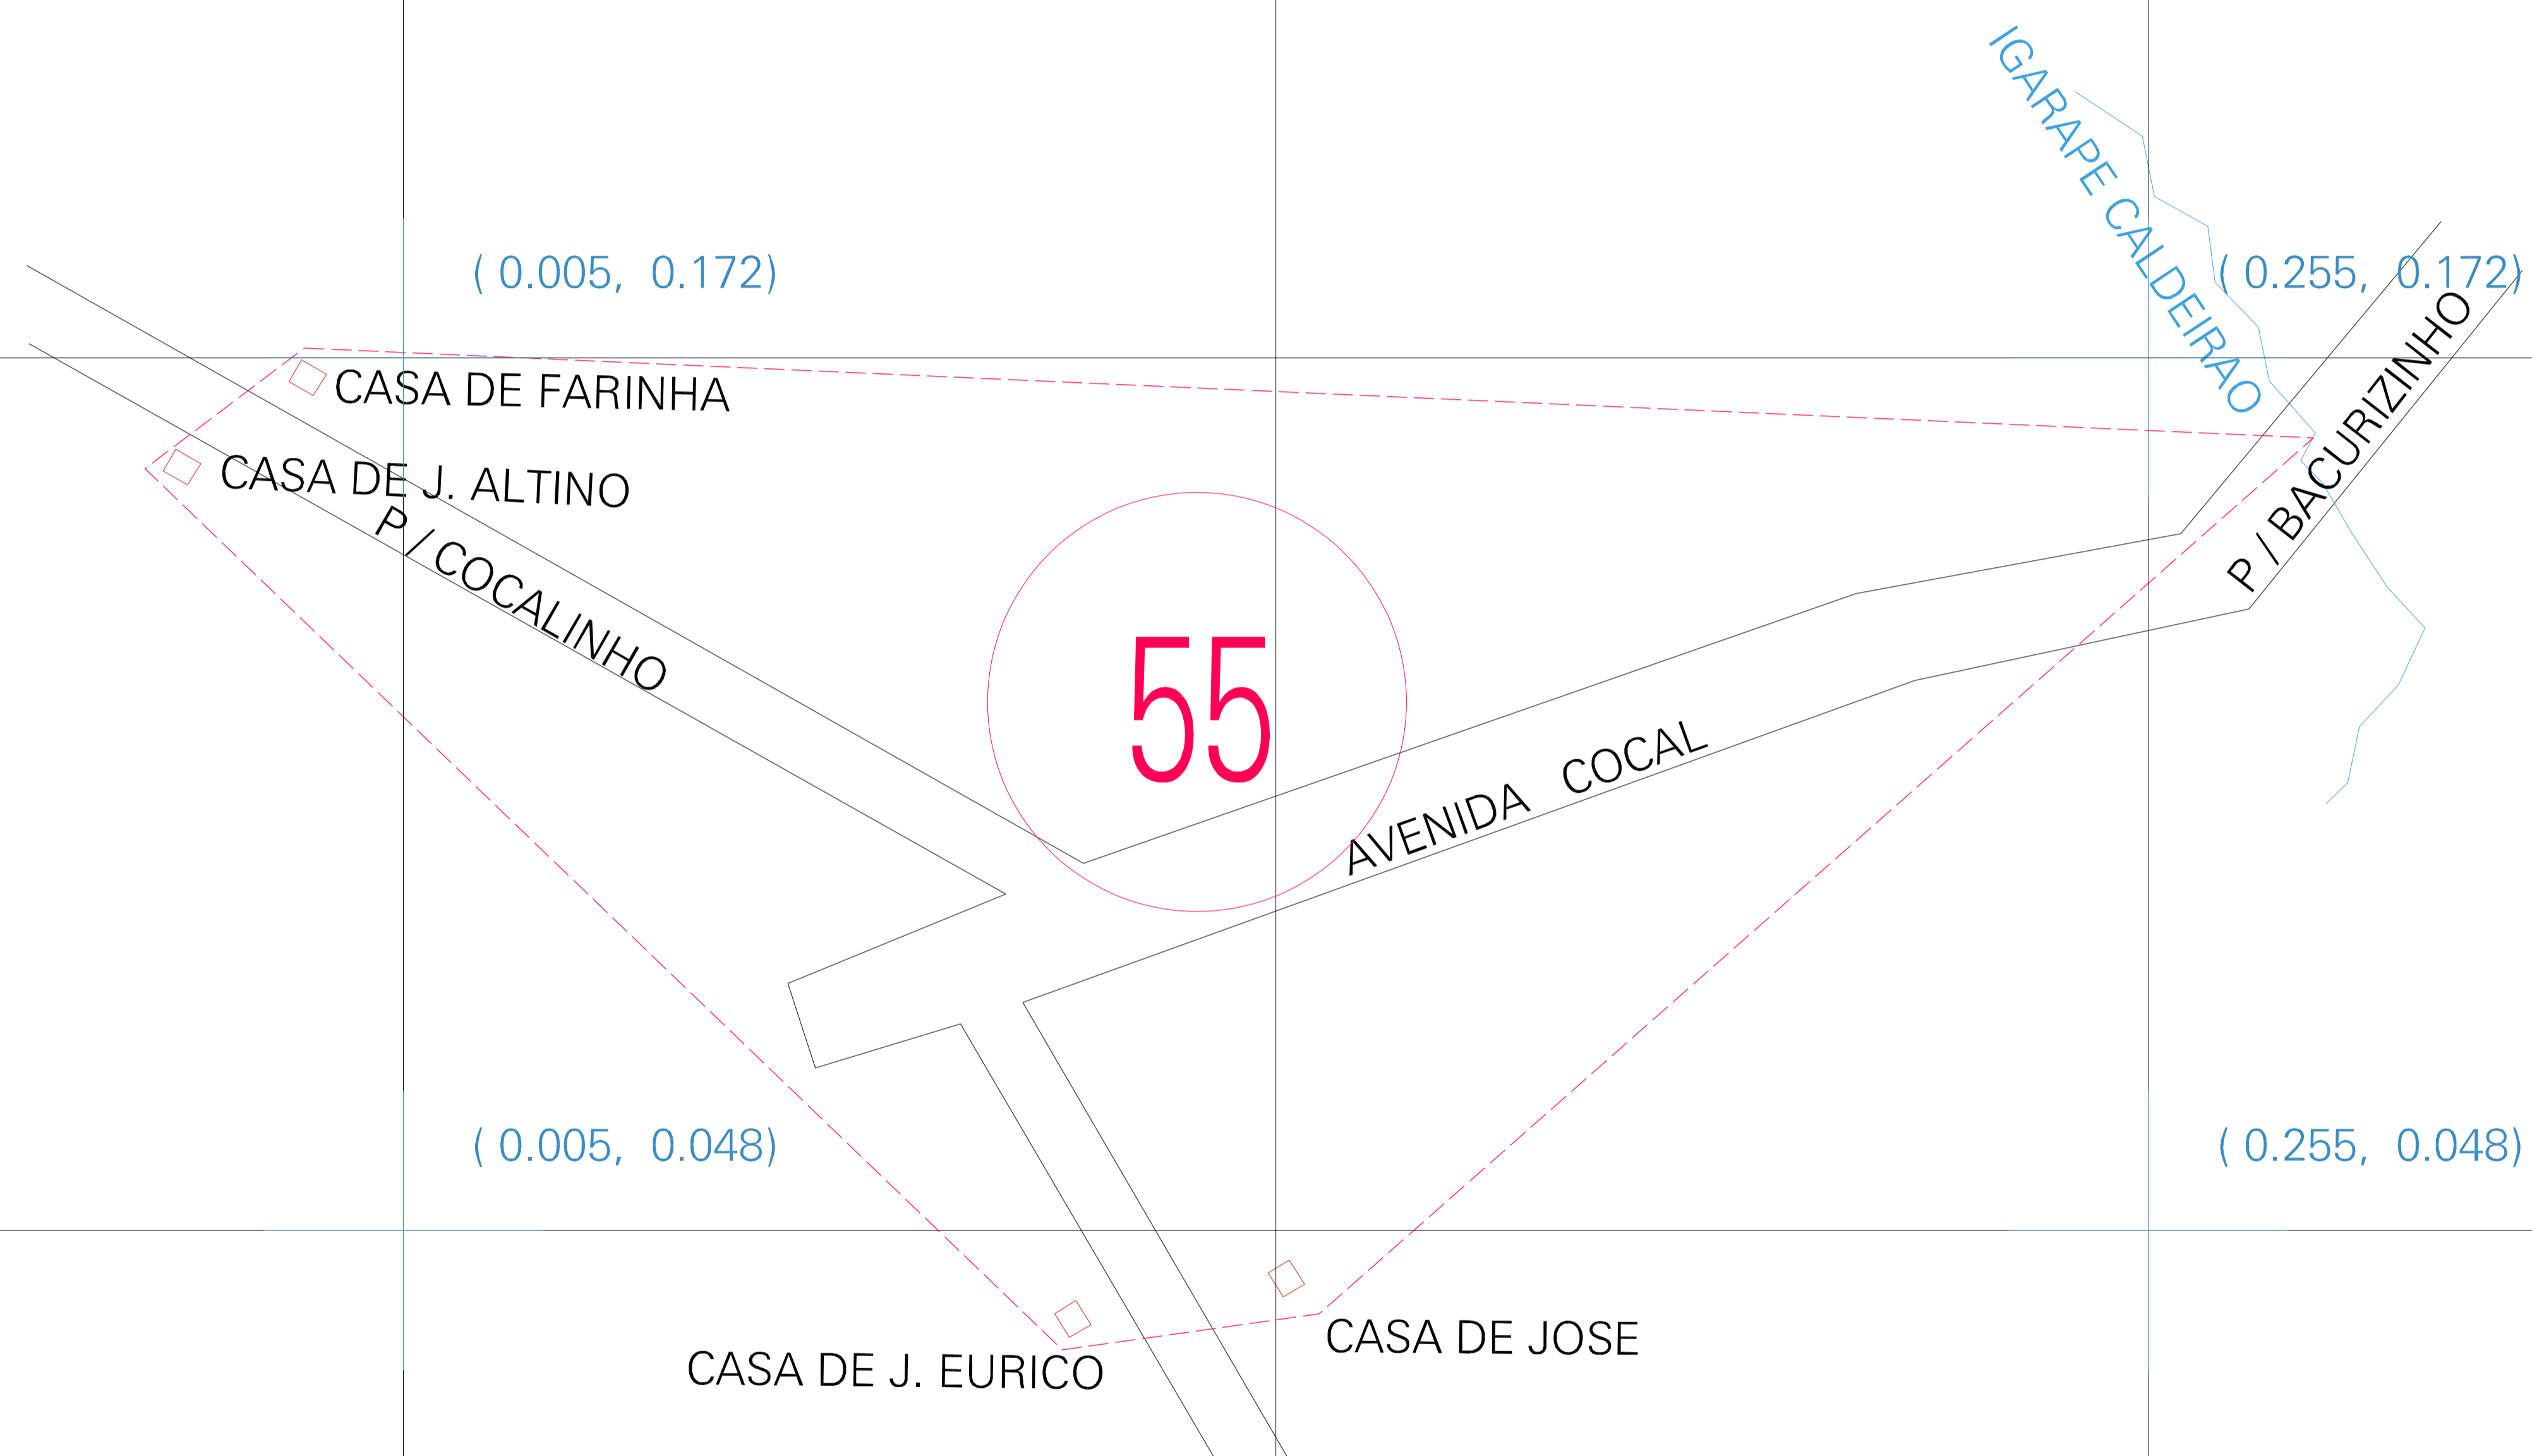 IGARAPE CALDEIRAO
( 0.005, 0.172)
( 0.255, 0.172)
CASA DE FARINHA
P / BACURIZINHO
CASA DE J. ALTINO
P / COCALINHO
55
AVENIDA COCAL
( 0.005, 0.048)
( 0.255, 0.048)
CASA DE JOSE
CASA DE J. EURICO